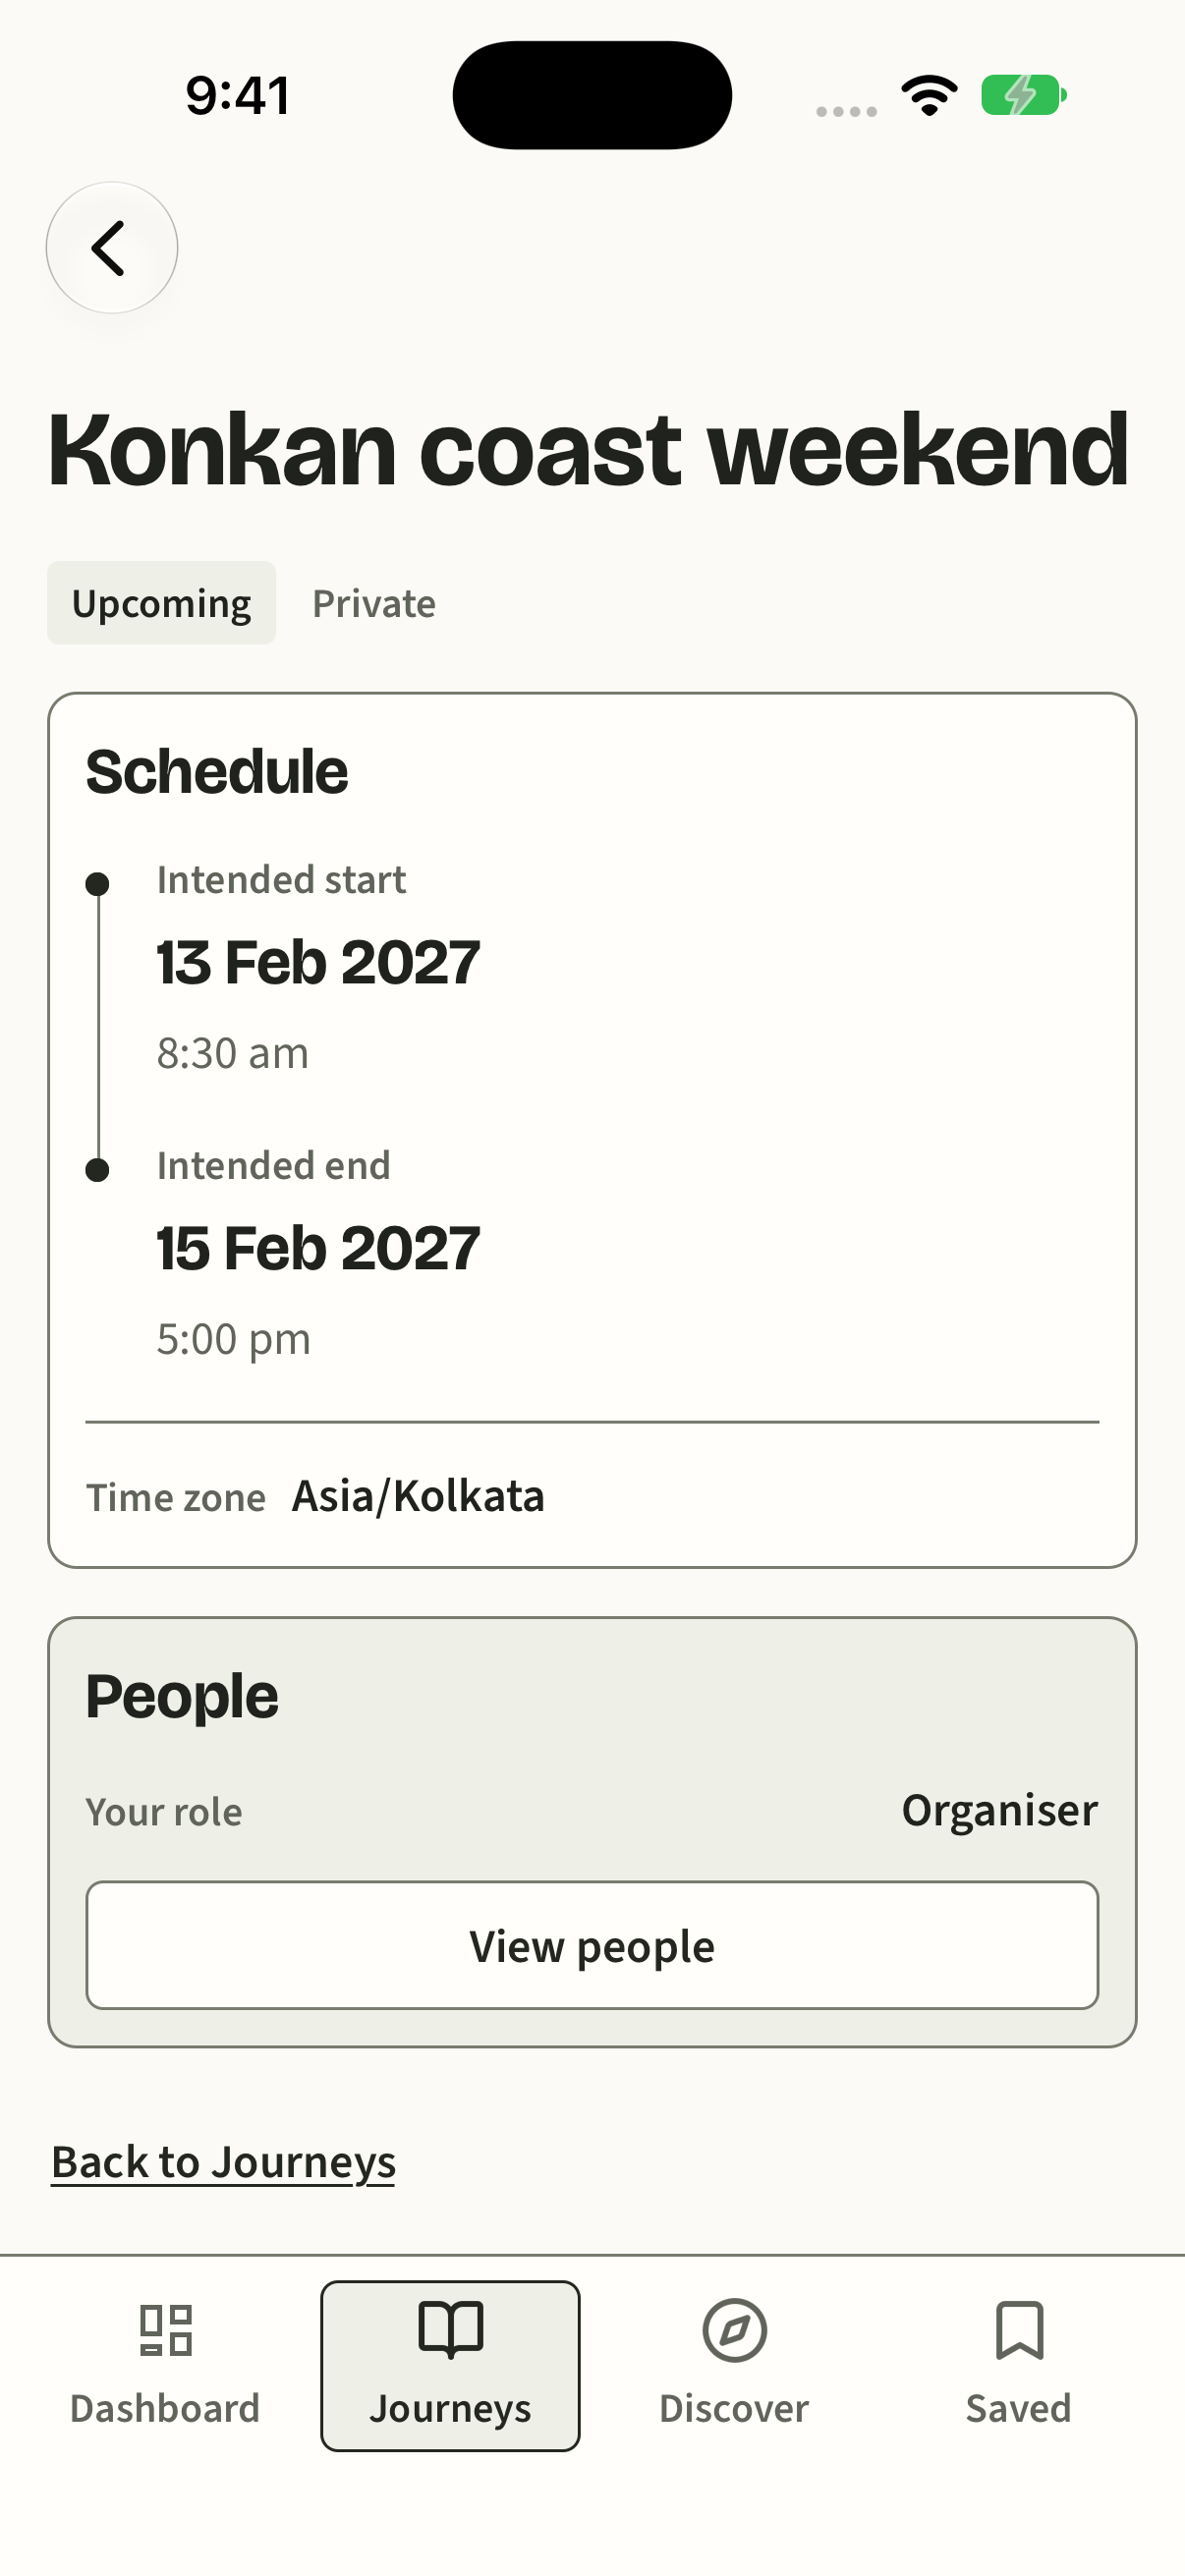 9:41
Konkan coast weekend
Upcoming Private
Schedule
Intended start
13 Feb 2027
8:30 am
Intended end
15 Feb 2027
5:00 pm
Time zone Asia/Kolkata
People
Your role Organiser
View people
Back to Journeys
Dashboard Journeys Discover Saved